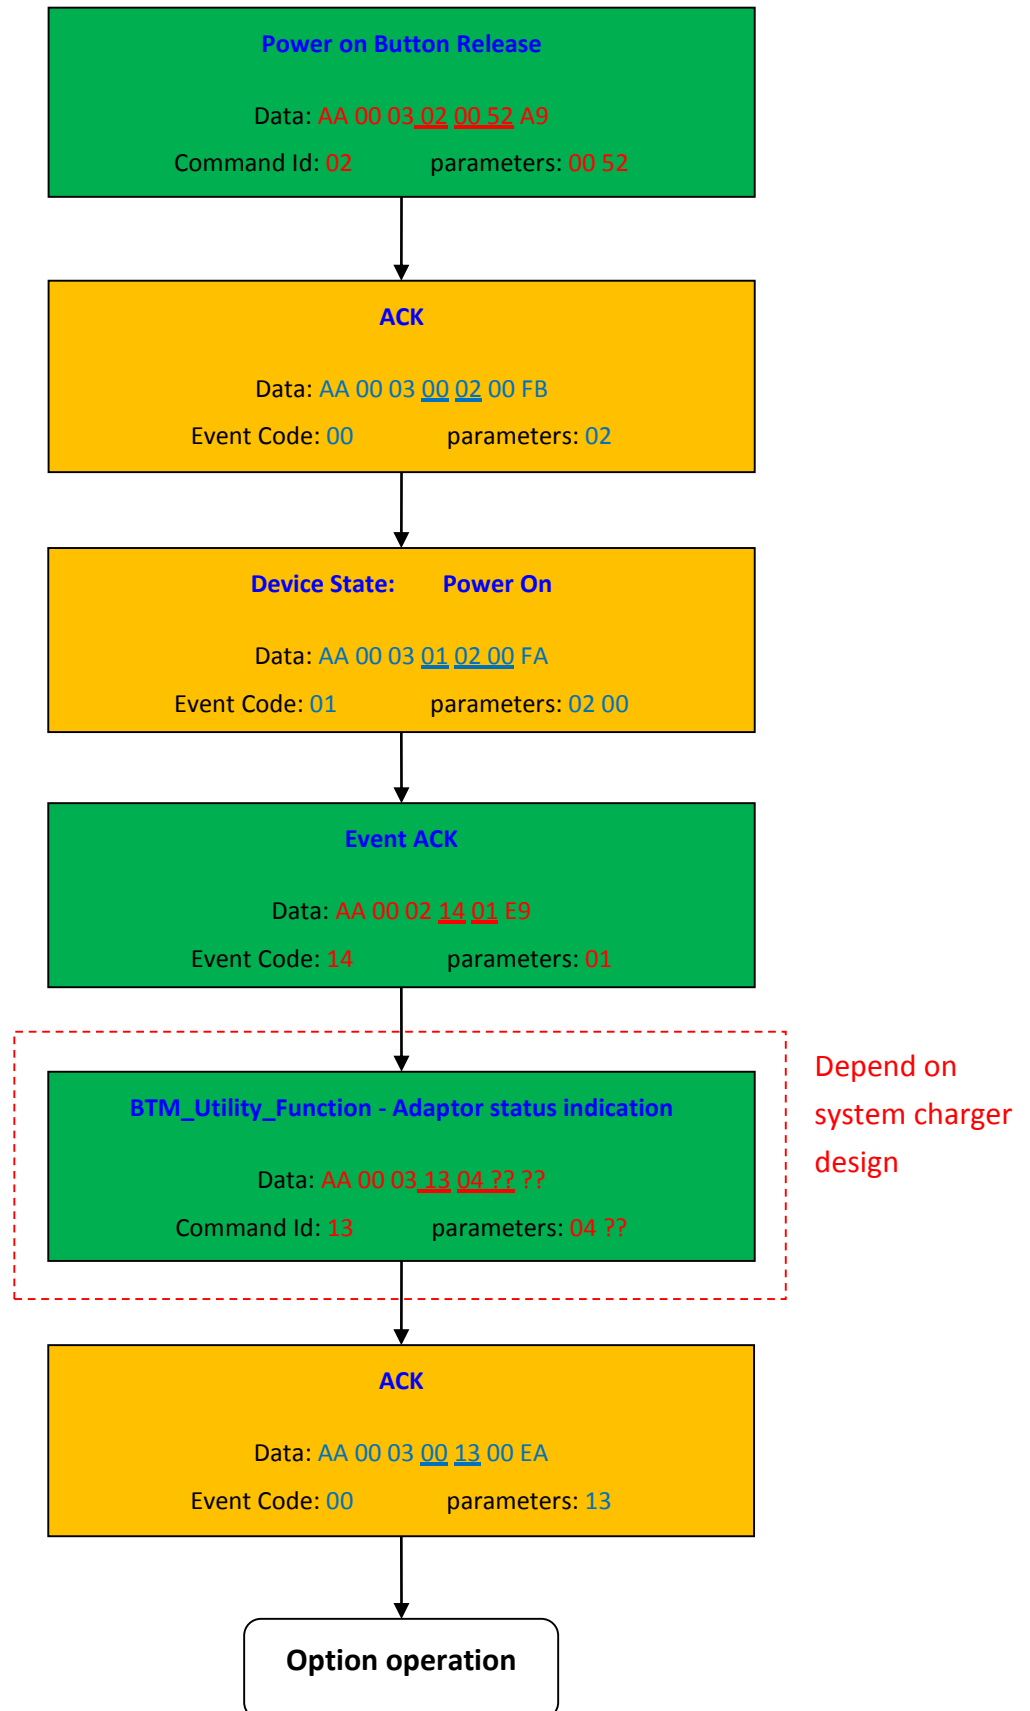 Power on Button Release
Data: AA 00 03 02 00 52 A9
Command Id: 02 parameters: 00 52
ACK
Data: AA 00 03 00 02 00 FB
Event Code: 00 parameters: 02
Device State: Power On
Data: AA 00 03 01 02 00 FA
Event Code: 01 parameters: 02 00
Event ACK
Data: AA 00 02 14 01 E9
Event Code: 14 parameters: 01
Depend on
system charger
design
BTM_Utility_Function - Adaptor status indication
Data: AA 00 03 13 04 ?? ??
Command Id: 13 parameters: 04 ??
ACK
Data: AA 00 03 00 13 00 EA
Event Code: 00 parameters: 13
Option operation